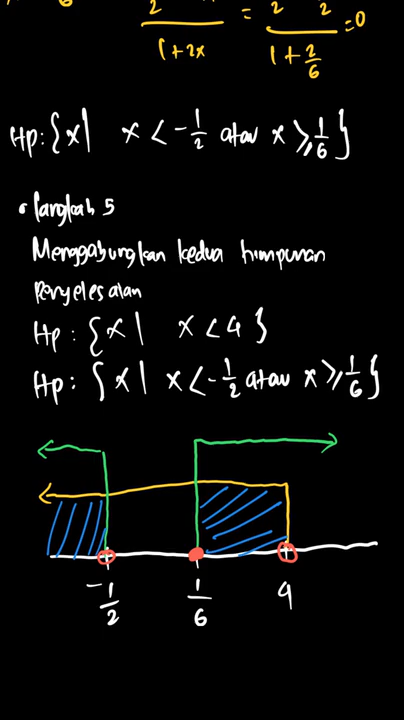 2 = 2 2 = 0
1+2x 1 + 2/6
6
Hp: {x| x < -1/2 atau x ≥ 1/6}
• Langkah 5
Menggabungkan kedua himpunan
Penyelesaian
Hp : {x| x < 4}
Hp: {x| x < -1/2 atau x ≥ 1/6}
-1/2 1/6 4